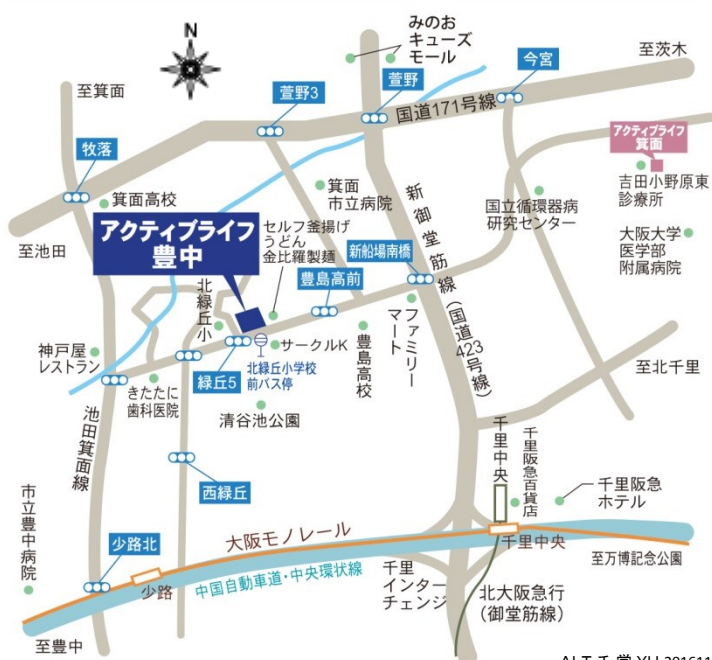 N
みのお
キューズ
モール
今宮
至茨木
至箕面
萱野3
萱野
国道171号線
牧落
アクティブライフ
箕面
箕面高校
箕面
市立病院
吉田小野原東
診療所
国立循環器病
研究センター
新御堂筋線(国道423号線)
至池田
アクティブライフ
豊中
セルフ釜揚げ
うどん
金比羅製麺
新船場南橋
大阪大学
医学部
附属病院
豊島高前
北緑丘小
ファミリー
マート
神戸屋
レストラン
サークルK
豊島高校
至北千里
緑丘5
北緑丘小学校
前バス停
きたたに
歯科医院
清谷池公園
池田箕面線
千里中央
千里阪急百貨店
西緑丘
千里阪急
ホテル
市立豊中病院
大阪モノレール
千里中央
少路北
少路
中国自動車道・中央環状線
千里
インター
チェンジ
至万博記念公園
北大阪急行
(御堂筋線)
至豊中